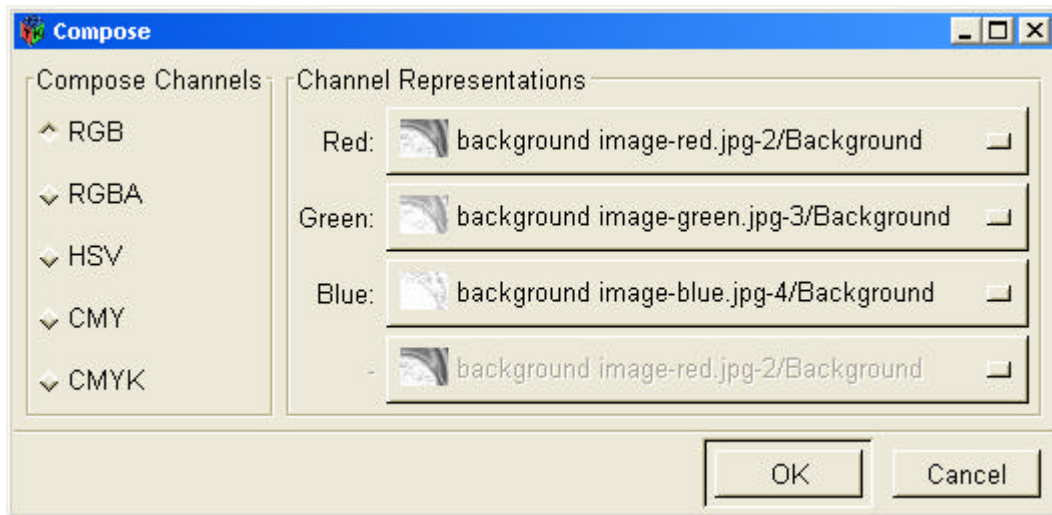 Compose
Compose Channels
RGB
RGBA
HSV
CMY
CMYK
Channel Representations
Red: background image-red.jpg-2/Background
Green: background image-green.jpg-3/Background
Blue: background image-blue.jpg-4/Background
- background image-red.jpg-2/Background
OK Cancel